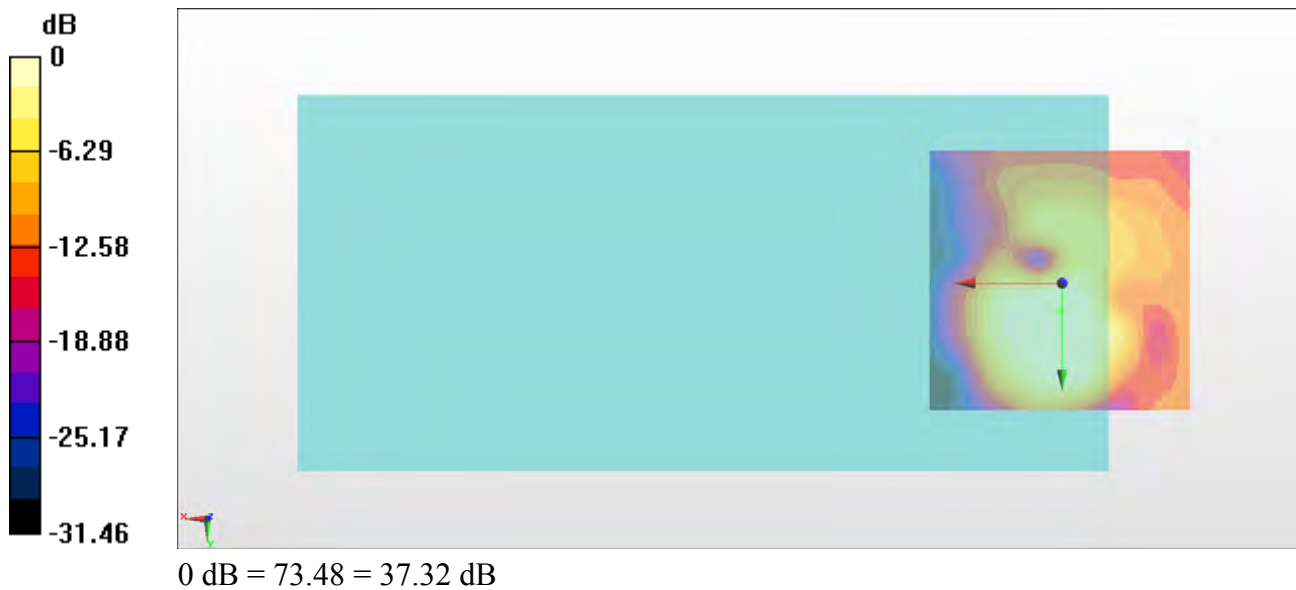 dB
0
-6.29
-12.58
-18.88
-25.17
-31.46
x z
y
0 dB = 73.48 = 37.32 dB